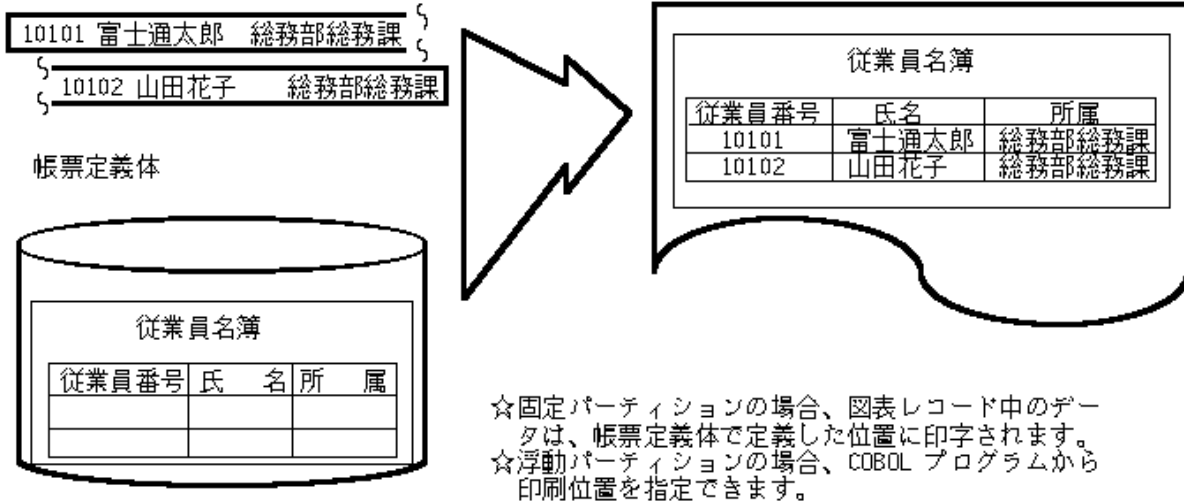 10101 富士通太郎 総務部総務課
10102 山田花子 総務部総務課
帳票定義体
従業員名簿
従業員番号 氏 名 所 属
従業員名簿
従業員番号 氏名 所属
10101 富士通太郎 総務部総務課
10102 山田花子 総務部総務課
☆固定パーティションの場合、図表レコード中のデー
タは、帳票定義体で定義した位置に印字されます。
☆浮動パーティションの場合、COBOL プログラムから
印刷位置を指定できます。